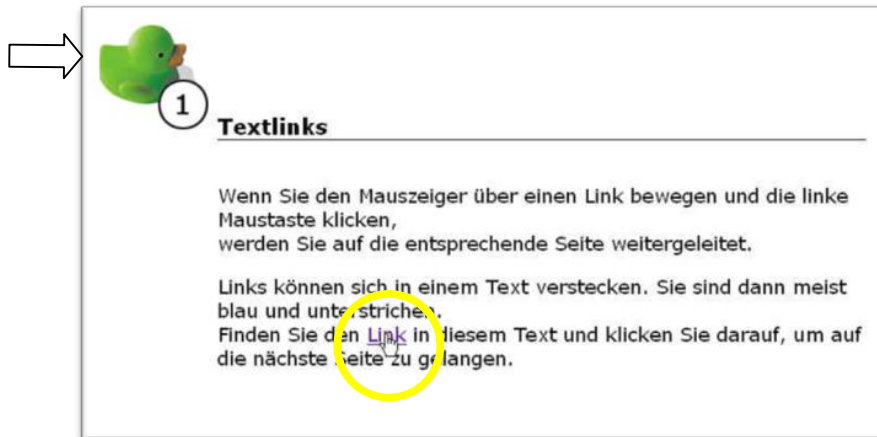 1
Textlinks
Wenn Sie den Mauszeiger über einen Link bewegen und die linke
Maustaste klicken,
werden Sie auf die entsprechende Seite weitergeleitet.
Links können sich in einem Text verstecken. Sie sind dann meist
blau und unterstrichen.
Finden Sie den Link in diesem Text und klicken Sie darauf, um auf
die nächste Seite zu gelangen.